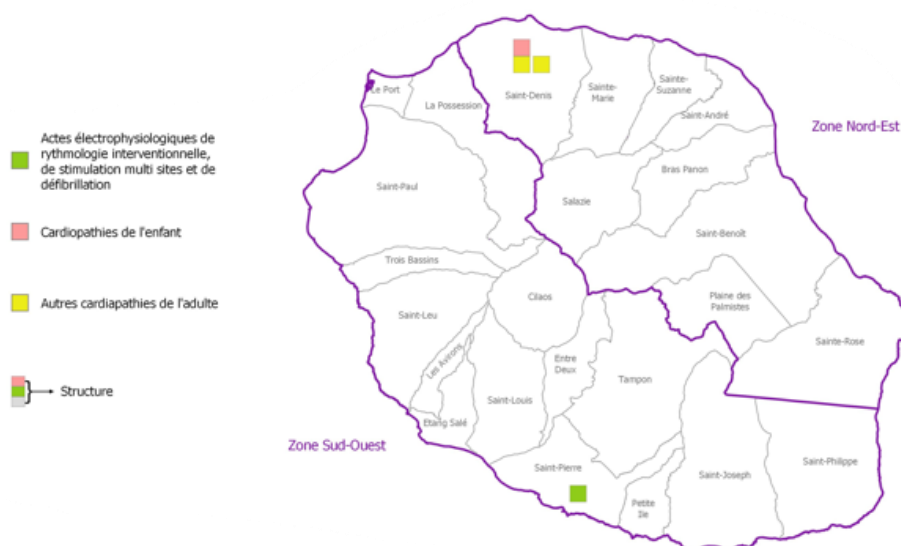 Actes électrophysiologiques de
rythmologie interventionnelle,
de stimulation multi sites et de
défibrillation
Cardiopathies de l'enfant
Autres cardiapathies de l'adulte
Structure
Zone Nord-Est
Zone Sud-Ouest
Le Port
La Possession
Saint-Denis
Sainte-
Marie
Sainte-
Suzanne
Saint-André
Saint-Paul
Salazie
Bras Panon
Saint-Benoît
Trois Bassins
Cilaos
Plaine des
Palmistes
Saint-Leu
Sainte-Rose
Les Avirons
Entre
Deux
Tampon
Saint-Louis
Etang Salé
Saint-Pierre
Petite
Ile
Saint-Joseph
Saint-Philippe